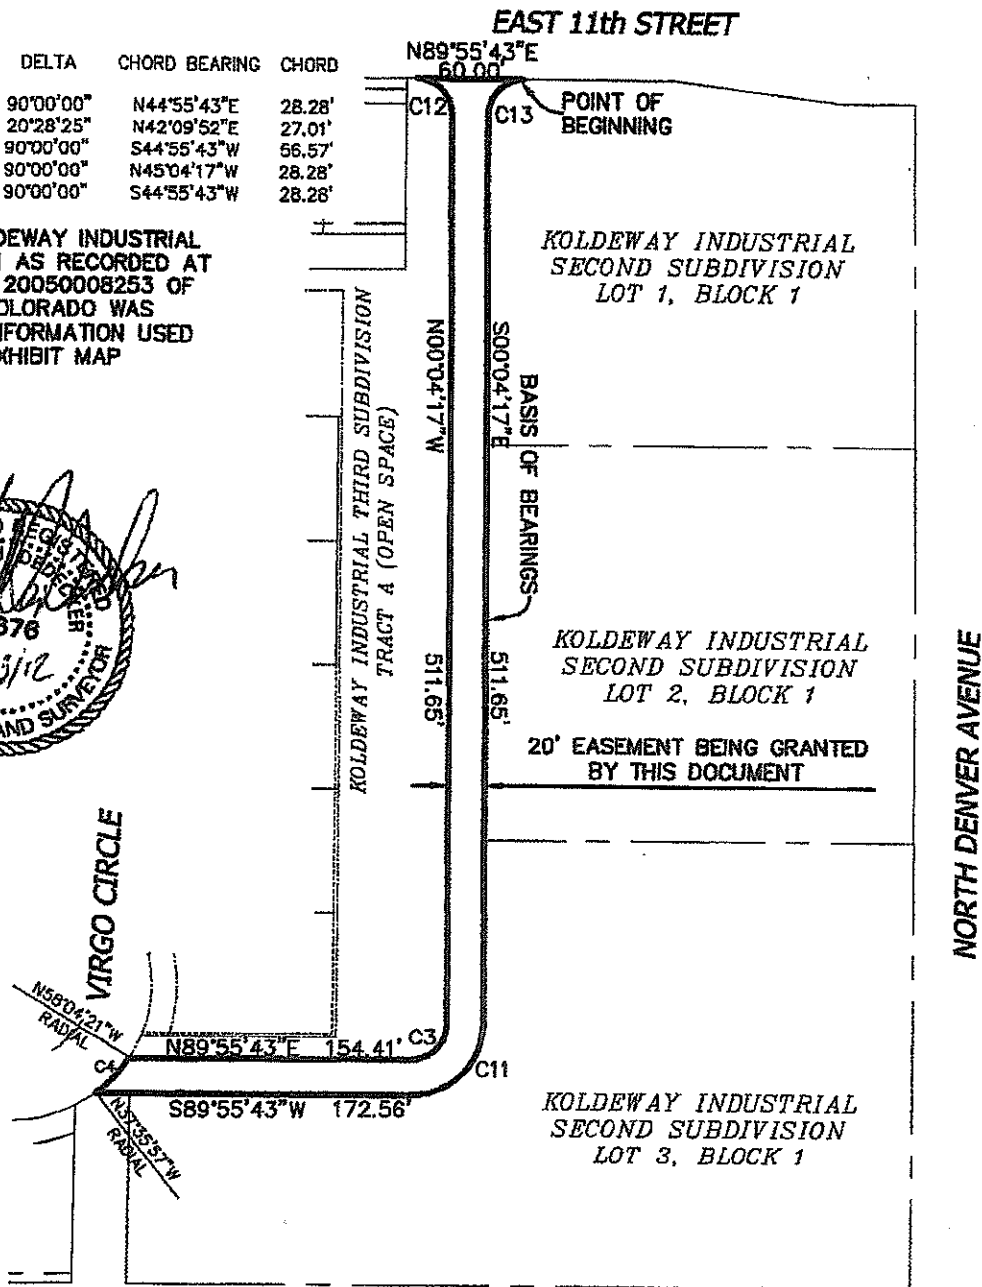 EAST 11th STREET
N89°55'43"E
60.00'
DELTA CHORD BEARING CHORD
90°00'00" N44°55'43"E 28.28'
20°28'25" N42°09'52"E 27.01'
90°00'00" S44°55'43"W 56.57'
90°00'00" N45°04'17"W 28.28'
90°00'00" S44°55'43"W 28.28'
C12
C13
POINT OF
BEGINNING
DEWAY INDUSTRIAL
AS RECORDED AT
20050008253 OF
OLORADO WAS
FORMATION USED
XHIBIT MAP
KOLDEWAY INDUSTRIAL
SECOND SUBDIVISION
LOT 1, BLOCK 1
KOLDEWAY INDUSTRIAL THIRD SUBDIVISION
TRACT A (OPEN SPACE)
N00°04'17"W
511.65'
S00°04'17"E
511.65'
BASIS OF BEARINGS
KOLDEWAY INDUSTRIAL
SECOND SUBDIVISION
LOT 2, BLOCK 1
20' EASEMENT BEING GRANTED
BY THIS DOCUMENT
NORTH DENVER AVENUE
AND SURVEYOR
VIRGO CIRCLE
N58°04'21"W
RADIAL
C4
N89°55'43"E 154.41'
C3
C11
S89°55'43"W 172.56'
N37°35'57"W
RADIAL
KOLDEWAY INDUSTRIAL
SECOND SUBDIVISION
LOT 3, BLOCK 1